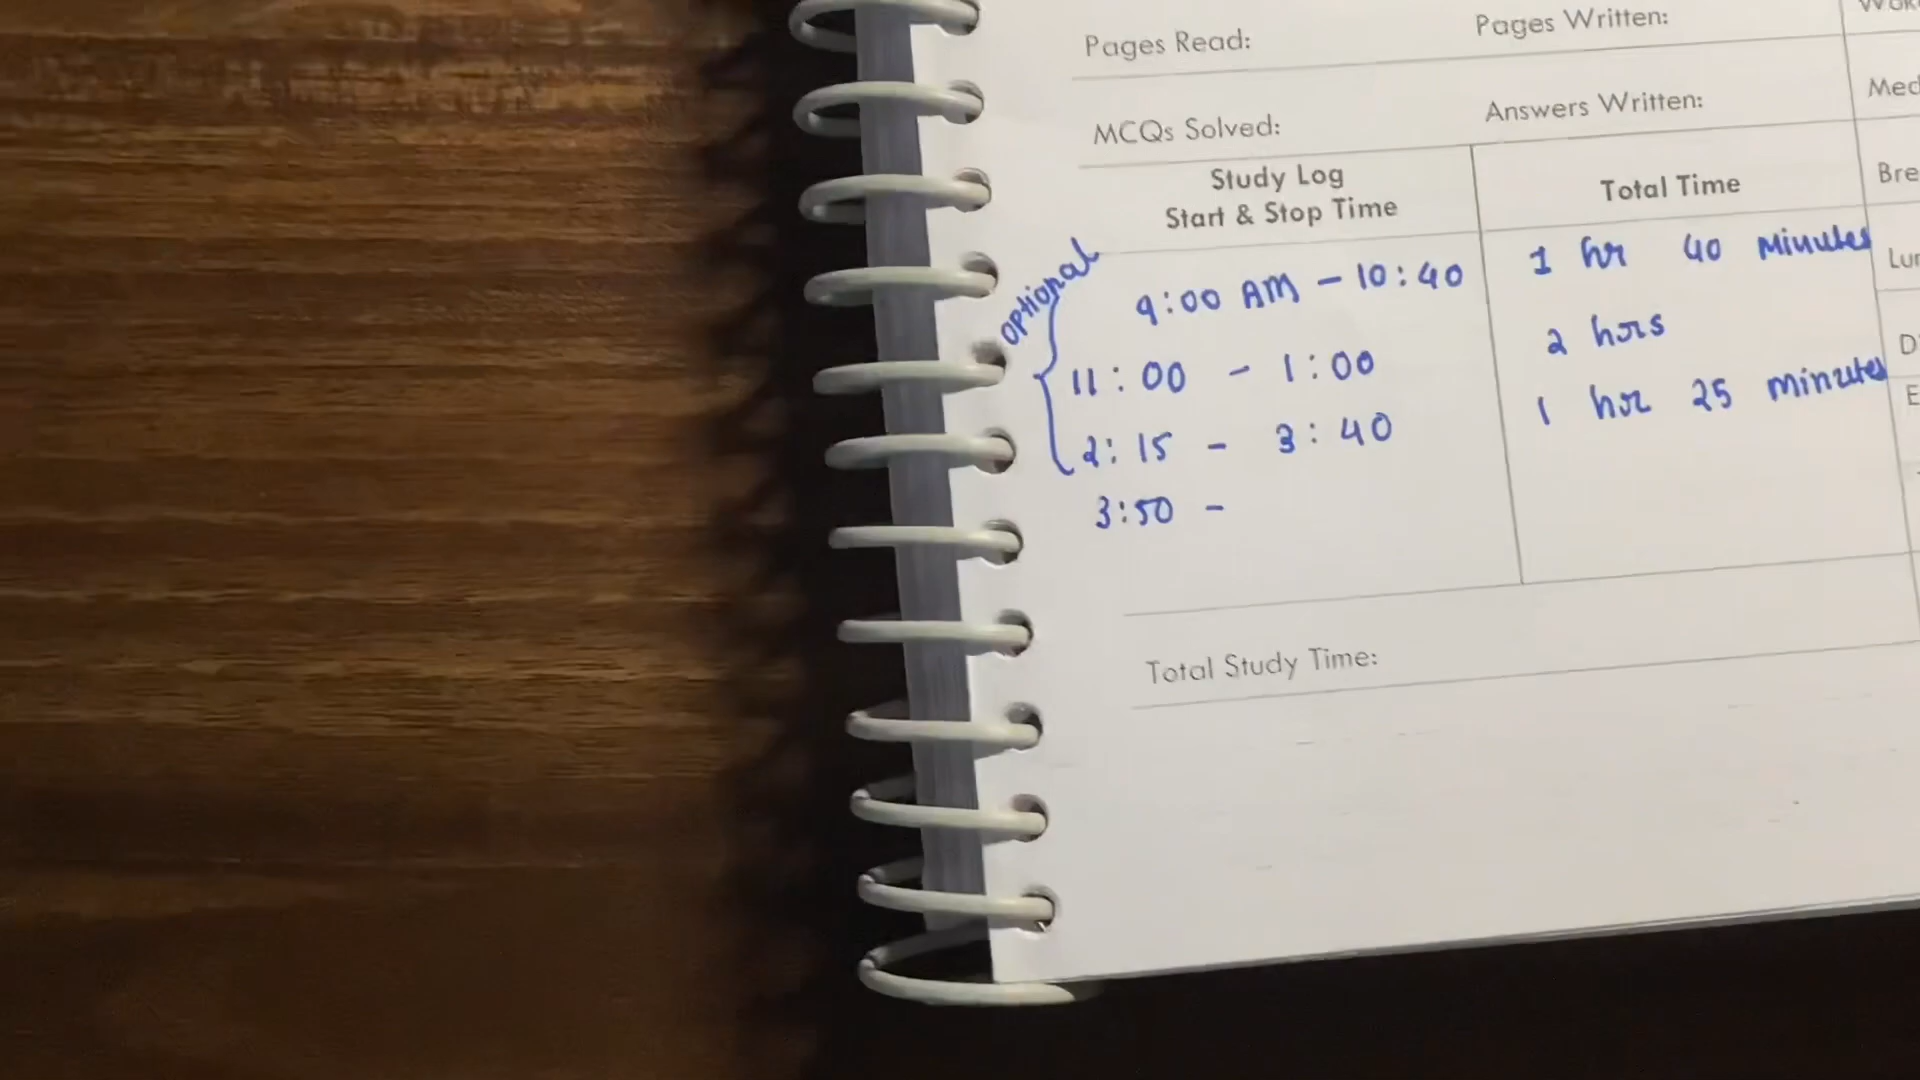 Pages Read: Pages Written:
MCQs Solved: Answers Written:
Study Log
Start & Stop Time
Total Time
optional
9:00 AM - 10:40 1 hr 40 Minutes
11:00 - 1:00 2 hrs
2:15 - 3:40 1 hr 25 minutes
3:50 -
Total Study Time: